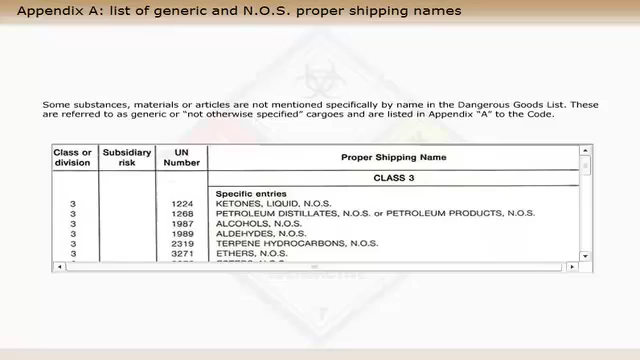 Appendix A: list of generic and N.O.S. proper shipping names
Some substances, materials or articles are not mentioned specifically by name in the Dangerous Goods List. These
are referred to as generic or “not otherwise specified” cargoes and are listed in Appendix “A” to the Code.
Class or division Subsidiary risk UN Number Proper Shipping Name
CLASS 3
Specific entries
3 1224 KETONES, LIQUID, N.O.S.
3 1268 PETROLEUM DISTILLATES, N.O.S. or PETROLEUM PRODUCTS, N.O.S.
3 1987 ALCOHOLS, N.O.S.
3 1989 ALDEHYDES, N.O.S.
3 2319 TERPENE HYDROCARBONS, N.O.S.
3 3271 ETHERS, N.O.S.
7